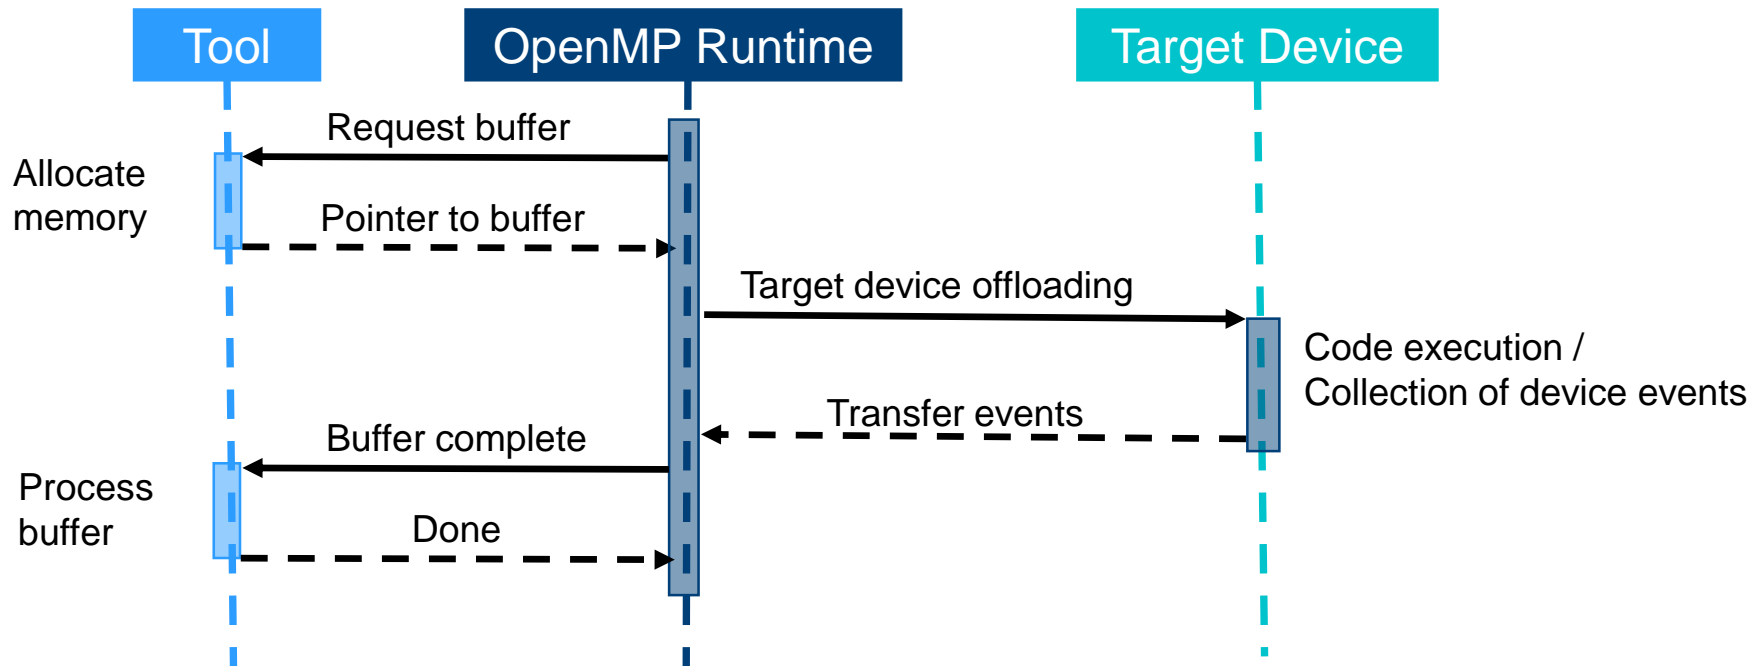 Tool
OpenMP Runtime
Target Device
Request buffer
Allocate
memory
Pointer to buffer
Target device offloading
Code execution /
Collection of device events
Transfer events
Buffer complete
Process
buffer
Done